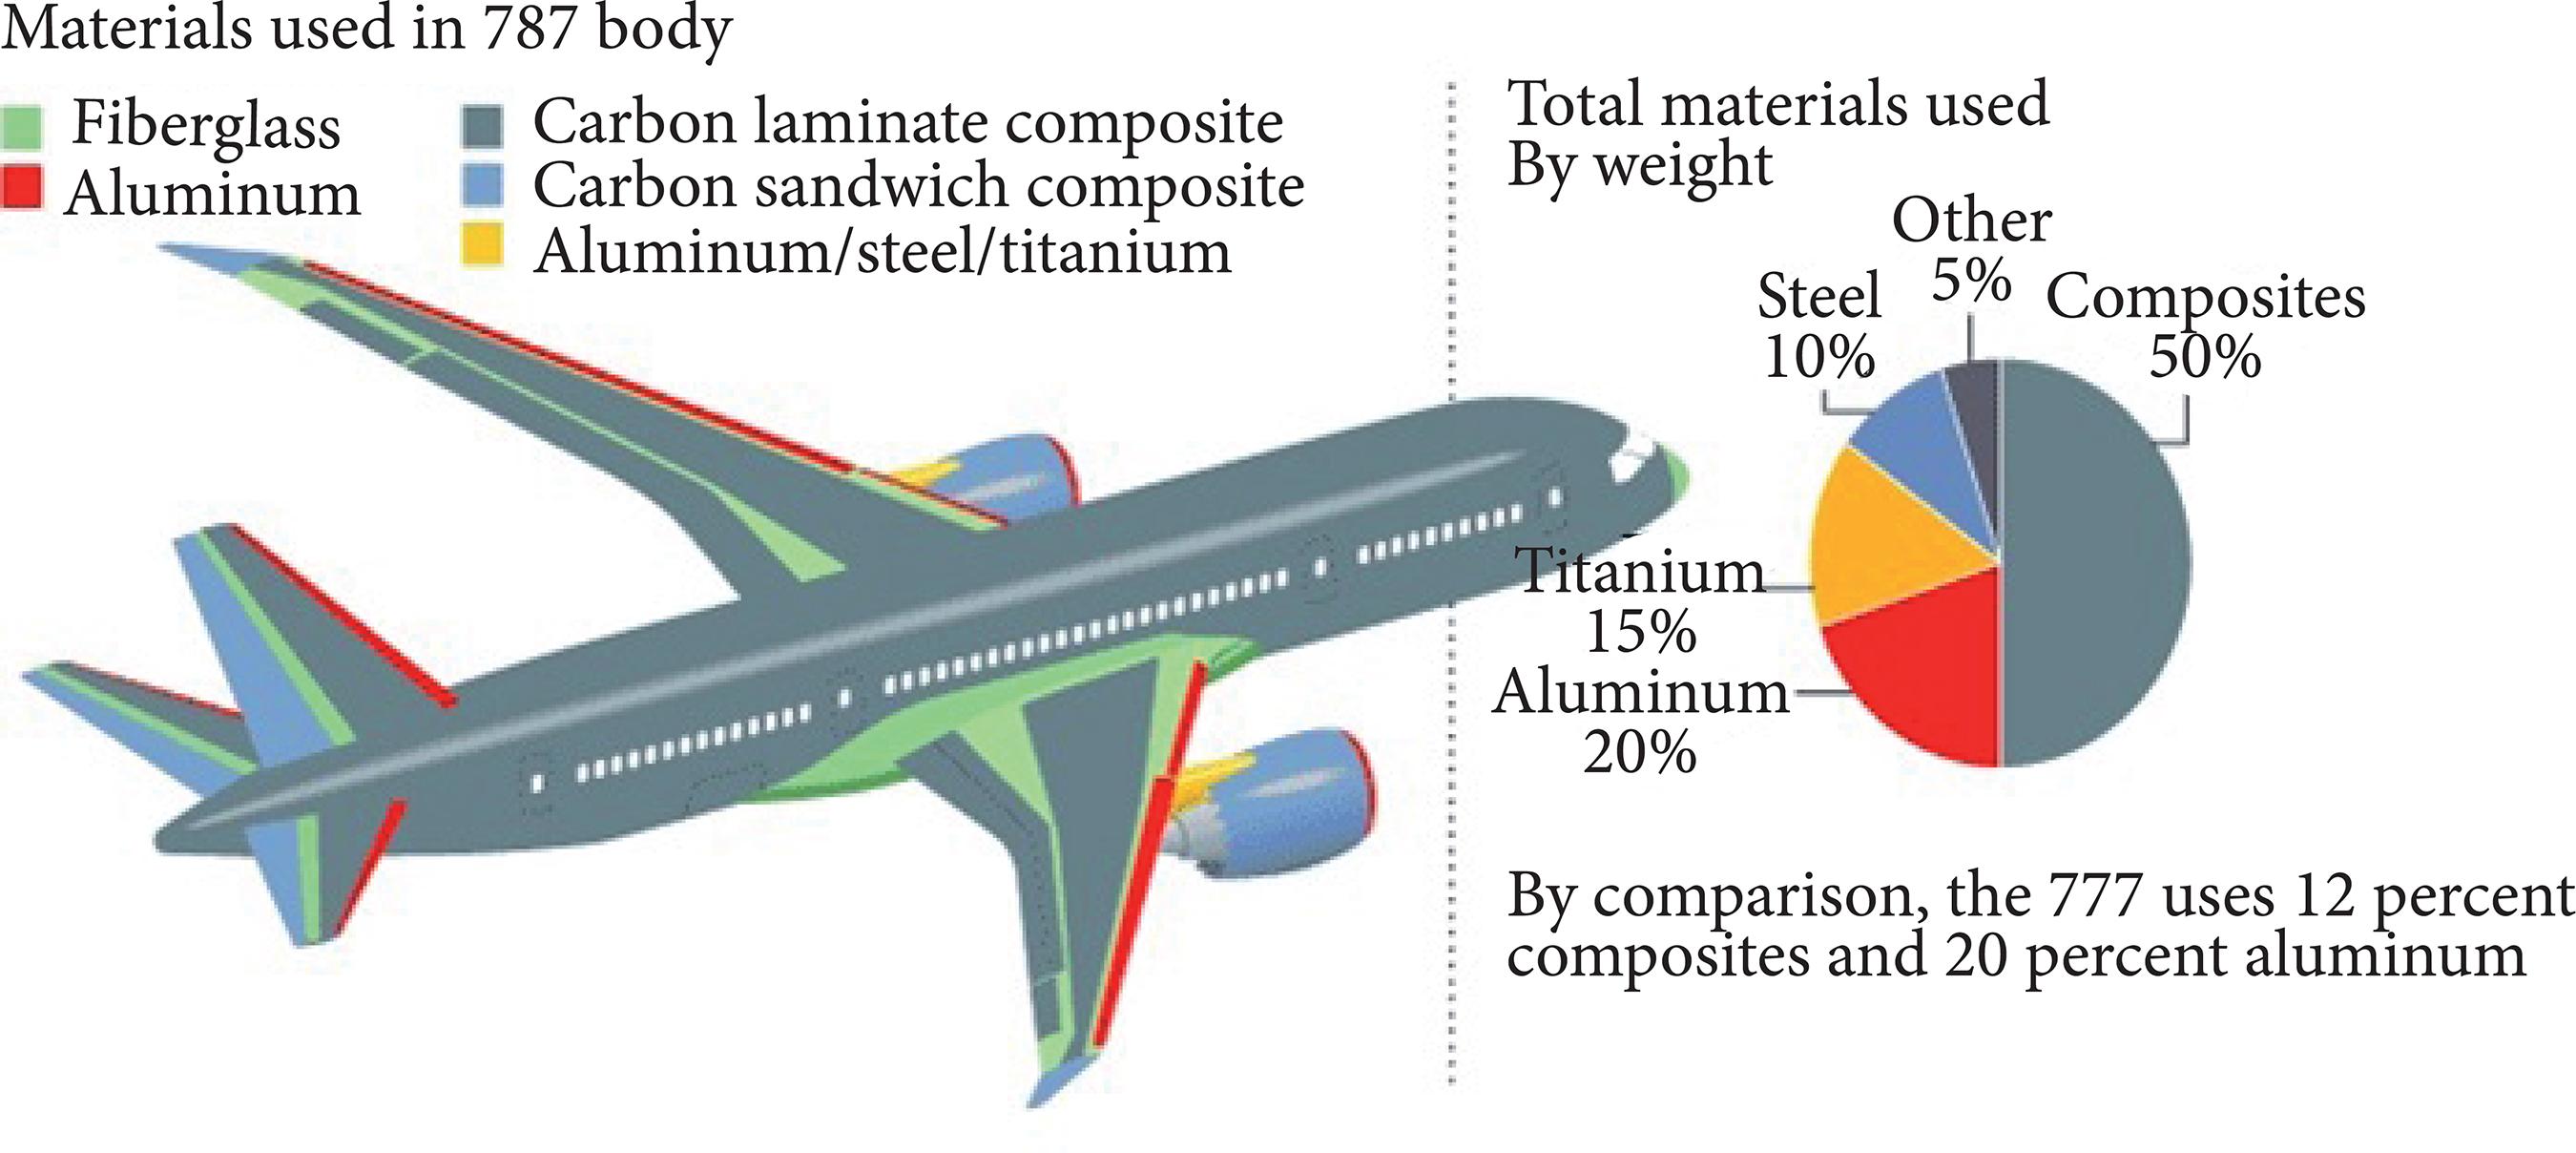 Materials used in 787 body
Fiberglass
Aluminum
Carbon laminate composite
Carbon sandwich composite
Aluminum/steel/titanium
Total materials used
By weight
Other
5%
Steel
10%
Composites
50%
Titanium
15%
Aluminum
20%
By comparison, the 777 uses 12 percent
composites and 20 percent aluminum